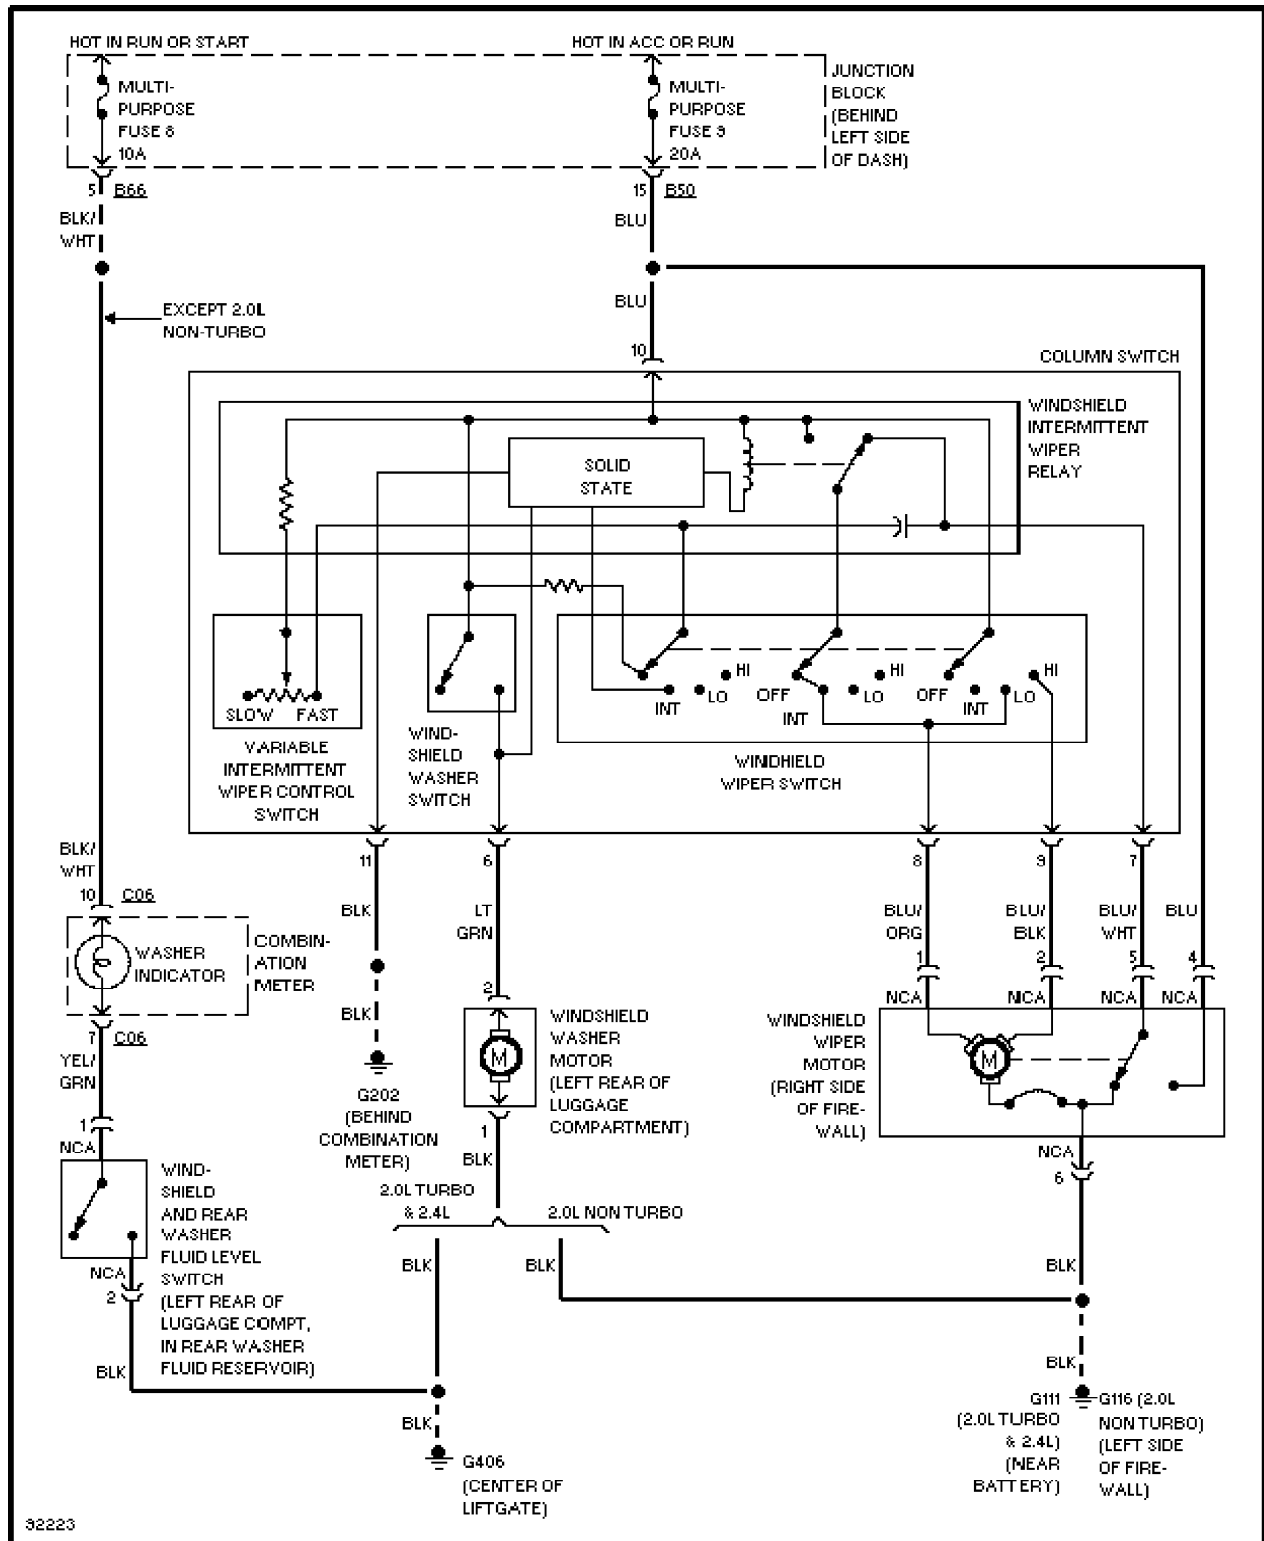 HOT IN RUN OR START
HOT IN ACC OR RUN
MULTI-
PURPOSE
FUSE 8
10A
MULTI-
PURPOSE
FUSE 9
20A
JUNCTION
BLOCK
(BEHIND
LEFT SIDE
OF DASH)
5 B66
15 B50
BLK/
WHT
BLU
BLU
EXCEPT 2.0L
NON-TURBO
10
COLUMN SWITCH
WINDSHIELD
INTERMITTENT
WIPER
RELAY
SOLID
STATE
SLOW FAST
VARIABLE
INTERMITTENT
WIPER CONTROL
SWITCH
WIND-
SHIELD
WASHER
SWITCH
INT
LO
HI
OFF
INT
LO
HI
OFF
INT
LO
HI
WINDHIELD
WIPER SWITCH
BLK/
WHT
10 C06
11
6
8
9
7
BLK
LT
GRN
BLU/
ORG
BLU/
BLK
BLU/
WHT
BLU
1
2
5
4
NCA
NCA
NCA
NCA
WASHER
INDICATOR
COMBIN-
ATION
METER
7 C06
YEL/
GRN
1
NCA
BLK
G202
(BEHIND
COMBINATION
METER)
2
M
WINDSHIELD
WASHER
MOTOR
(LEFT REAR OF
LUGGAGE
COMPARTMENT)
1
BLK
WINDSHIELD
WIPER
MOTOR
(RIGHT SIDE
OF FIRE-
WALL)
M
NCA
6
WIND-
SHIELD
AND REAR
WASHER
FLUID LEVEL
SWITCH
(LEFT REAR OF
LUGGAGE COMPT,
IN REAR WASHER
FLUID RESERVOIR)
NCA
2
BLK
2.0L TURBO
& 2.4L
2.0L NON TURBO
BLK
BLK
BLK
BLK
G406
(CENTER OF
LIFTGATE)
BLK
G111
(2.0L TURBO
& 2.4L)
(NEAR
BATTERY)
G116 (2.0L
NON TURBO)
(LEFT SIDE
OF FIRE-
WALL)
92223